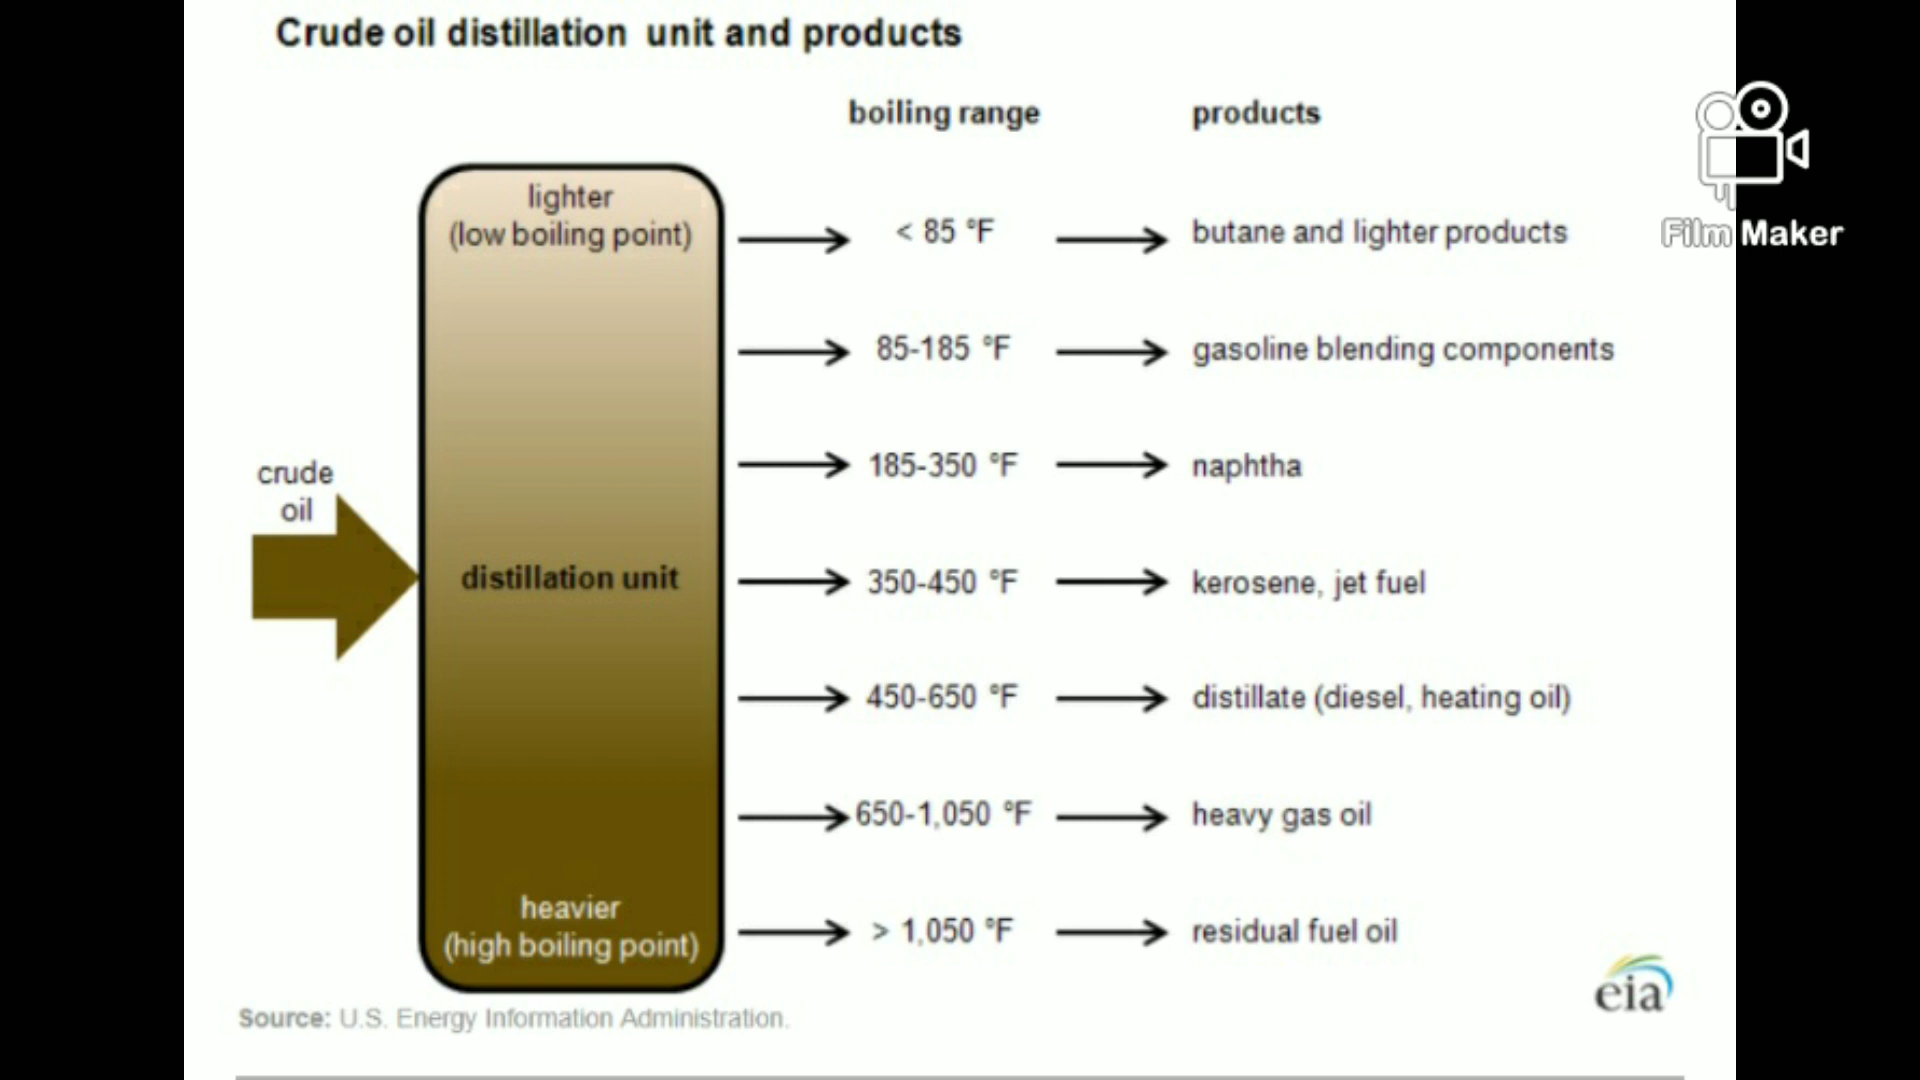 Crude oil distillation unit and products
boiling range products
lighter
(low boiling point)
< 85 °F butane and lighter products
Film Maker
85-185 °F gasoline blending components
185-350 °F naphtha
crude
oil
distillation unit
350-450 °F kerosene, jet fuel
450-650 °F distillate (diesel, heating oil)
650-1,050 °F heavy gas oil
heavier
(high boiling point)
> 1,050 °F residual fuel oil
eia
Source: U.S. Energy Information Administration.